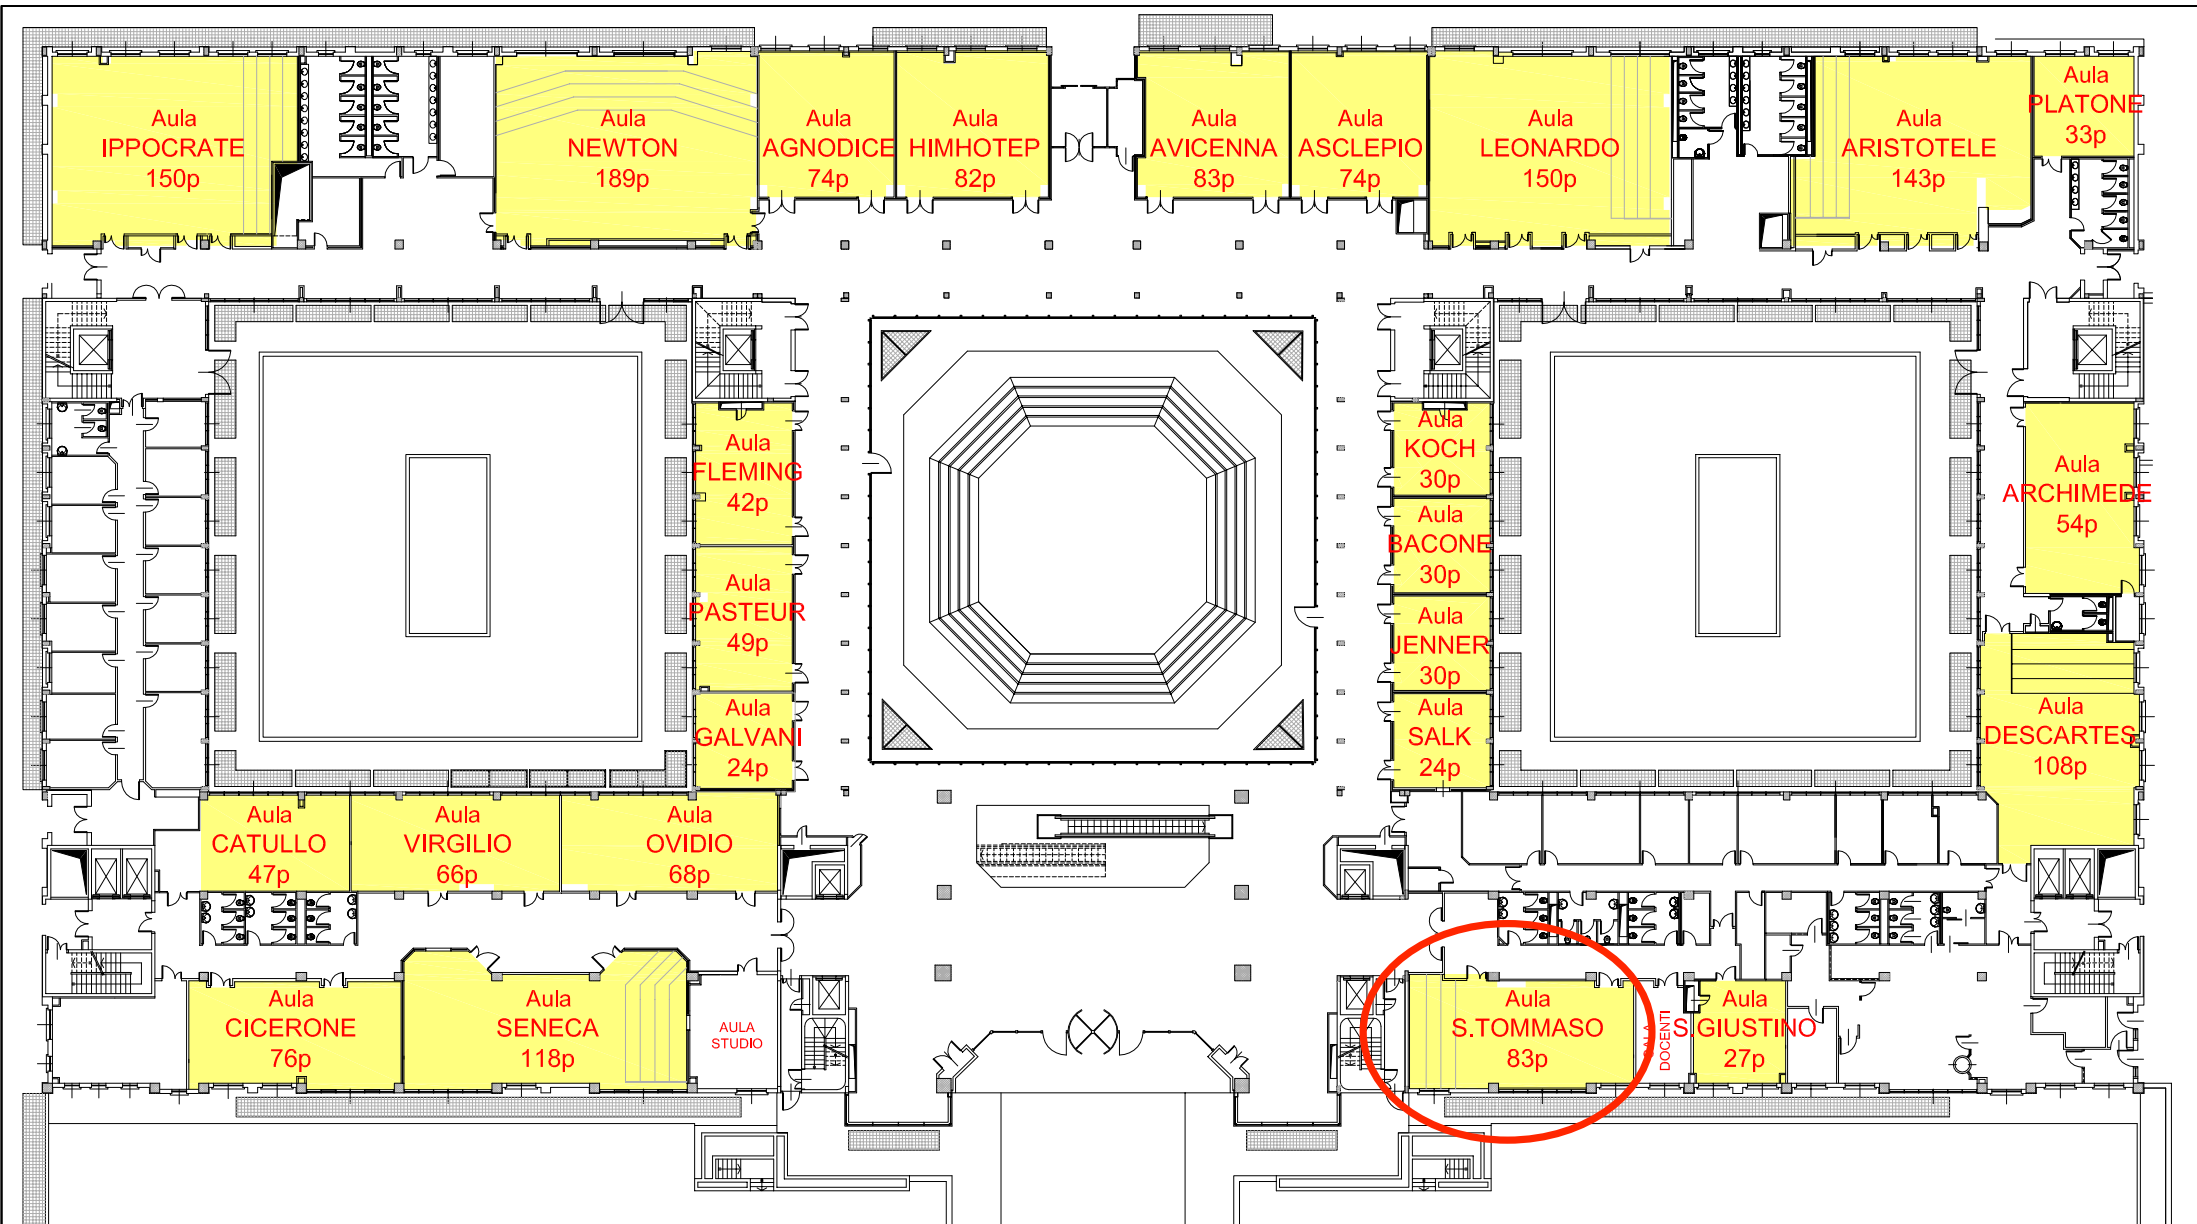 Aula
IPPOCRATE
150p
Aula
NEWTON
189p
Aula
AGNODICE
74p
Aula
HIMHOTEP
82p
Aula
AVICENNA
83p
Aula
ASCLEPIO
74p
Aula
LEONARDO
150p
Aula
ARISTOTELE
143p
Aula
PLATONE
33p
Aula
FLEMING
42p
Aula
PASTEUR
49p
Aula
GALVANI
24p
Aula
KOCH
30p
Aula
BACONE
30p
Aula
JENNER
30p
Aula
SALK
24p
Aula
ARCHIMEDE
54p
Aula
DESCARTES
108p
Aula
CATULLO
47p
Aula
VIRGILIO
66p
Aula
OVIDIO
68p
Aula
CICERONE
76p
Aula
SENECA
118p
AULA
STUDIO
Aula
S.TOMMASO
83p
SALA
DOCENTI
Aula
S.GIUSTINO
27p